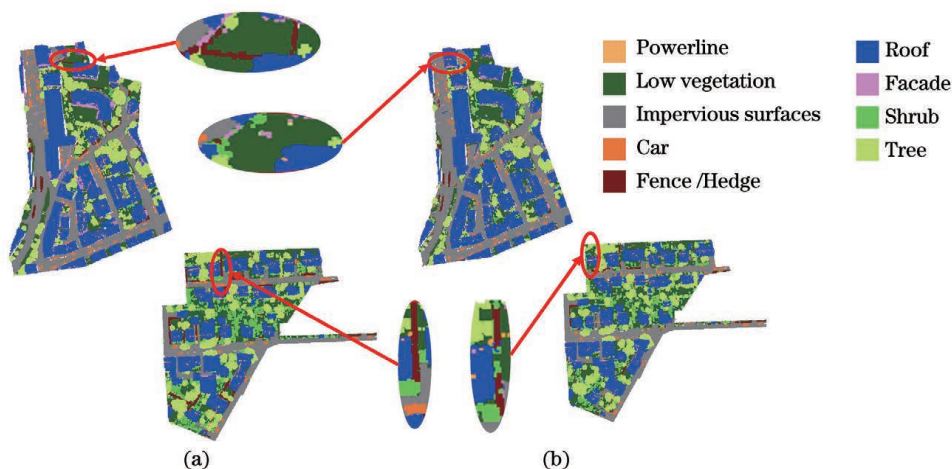 Powerline
Low vegetation
Impervious surfaces
Car
Fence /Hedge
Roof
Facade
Shrub
Tree
(a)
(b)